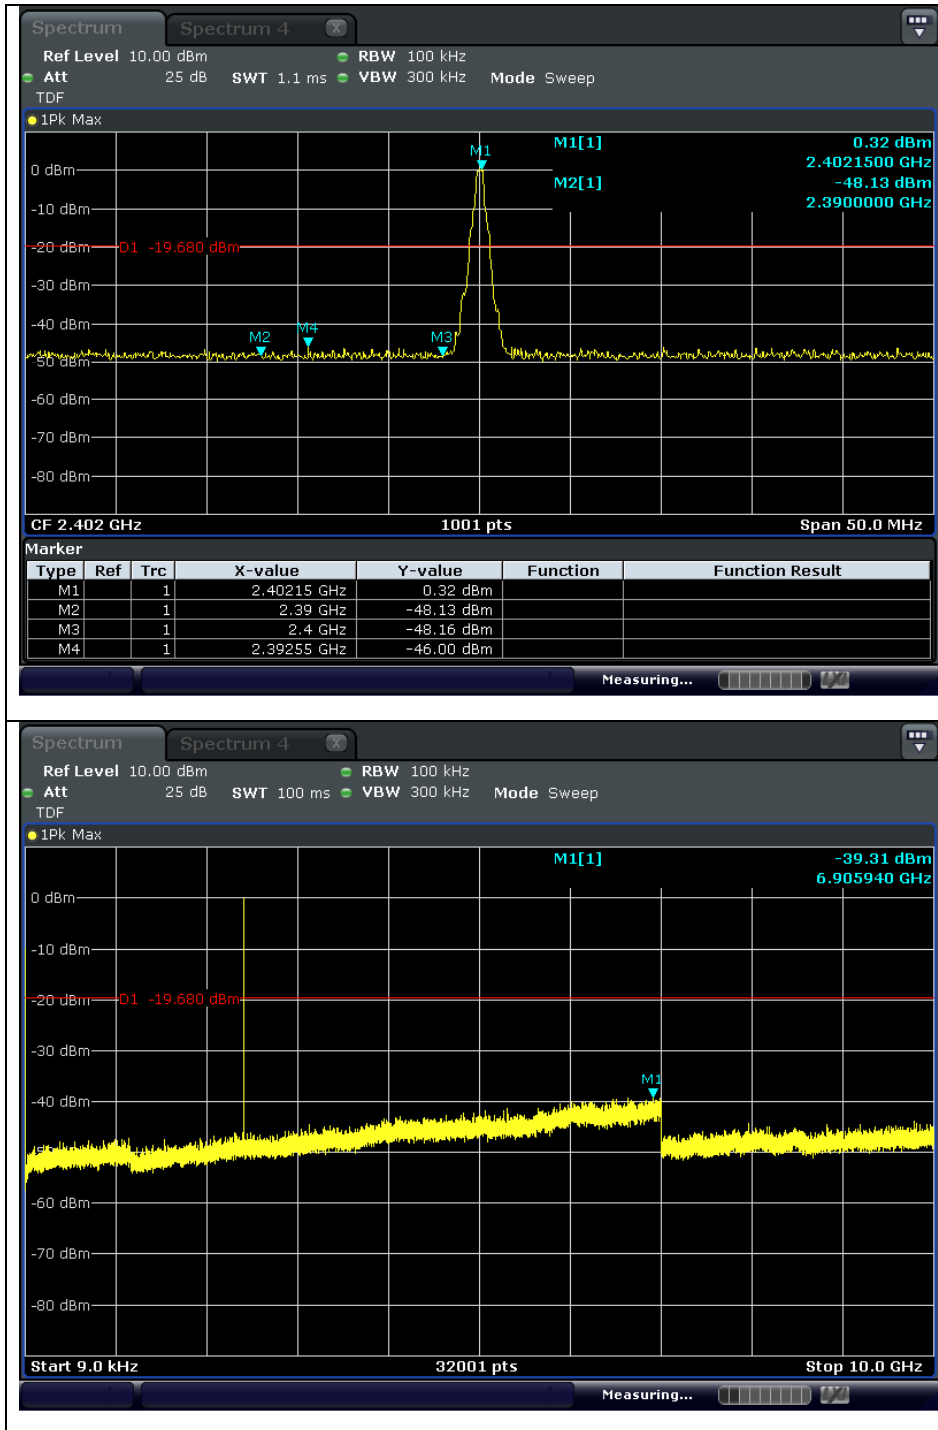 Spectrum Spectrum 4 X
Ref Level 10.00 dBm RBW 100 kHz
Att 25 dB SWT 1.1 ms VBW 300 kHz Mode Sweep
TDF
1Pk Max
M1[1] 0.32 dBm
2.4021500 GHz
M2[1] -48.13 dBm
2.3900000 GHz
M1
0 dBm
-10 dBm
-20 dBm D1 -19.680 dBm
-30 dBm
-40 dBm
M2 M4 M3
-50 dBm
-60 dBm
-70 dBm
-80 dBm
CF 2.402 GHz 1001 pts Span 50.0 MHz
Marker
Type Ref Trc X-value Y-value Function Function Result
M1 1 2.40215 GHz 0.32 dBm
M2 1 2.39 GHz -48.13 dBm
M3 1 2.4 GHz -48.16 dBm
M4 1 2.39255 GHz -46.00 dBm
Measuring...
Spectrum Spectrum 4 X
Ref Level 10.00 dBm RBW 100 kHz
Att 25 dB SWT 100 ms VBW 300 kHz Mode Sweep
TDF
1Pk Max
M1[1] -39.31 dBm
6.905940 GHz
0 dBm
-10 dBm
-20 dBm D1 -19.680 dBm
-30 dBm
M1
-40 dBm
-60 dBm
-70 dBm
-80 dBm
Start 9.0 kHz 32001 pts Stop 10.0 GHz
Measuring...